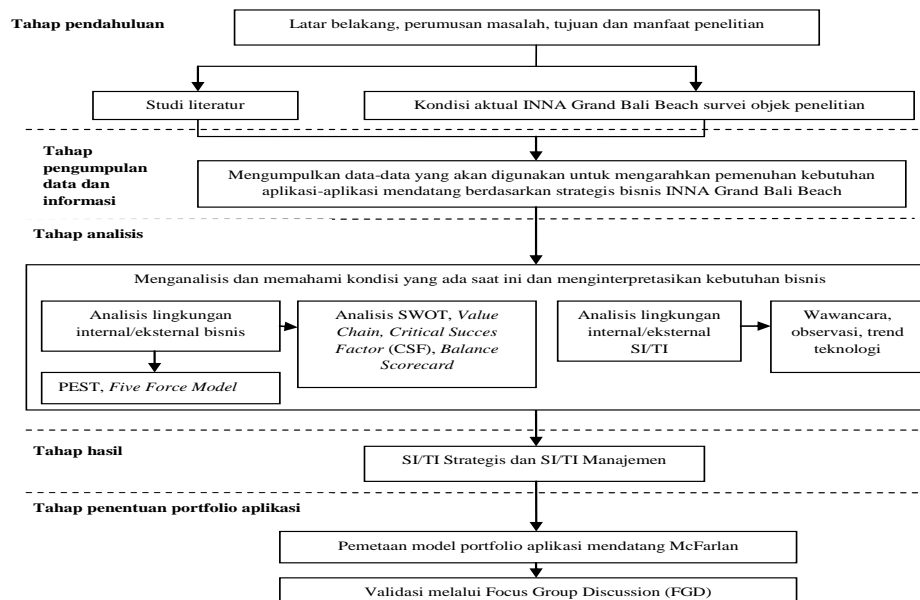 Tahap pendahuluan
Latar belakang, perumusan masalah, tujuan dan manfaat penelitian
Studi literatur
Kondisi aktual INNA Grand Bali Beach survei objek penelitian
Tahap
pengumpulan
data dan
informasi
Mengumpulkan data-data yang akan digunakan untuk mengarahkan pemenuhan kebutuhan
aplikasi-aplikasi mendatang berdasarkan strategis bisnis INNA Grand Bali Beach
Tahap analisis
Menganalisis dan memahami kondisi yang ada saat ini dan menginterpretasikan kebutuhan bisnis
Analisis lingkungan
internal/eksternal bisnis
PEST, Five Force Model
Analisis SWOT, Value
Chain, Critical Succes
Factor (CSF), Balance
Scorecard
Analisis lingkungan
internal/eksternal
SI/TI
Wawancara,
observasi, trend
teknologi
Tahap hasil
SI/TI Strategis dan SI/TI Manajemen
Tahap penentuan portfolio aplikasi
Pemetaan model portfolio aplikasi mendatang McFarlan
Validasi melalui Focus Group Discussion (FGD)